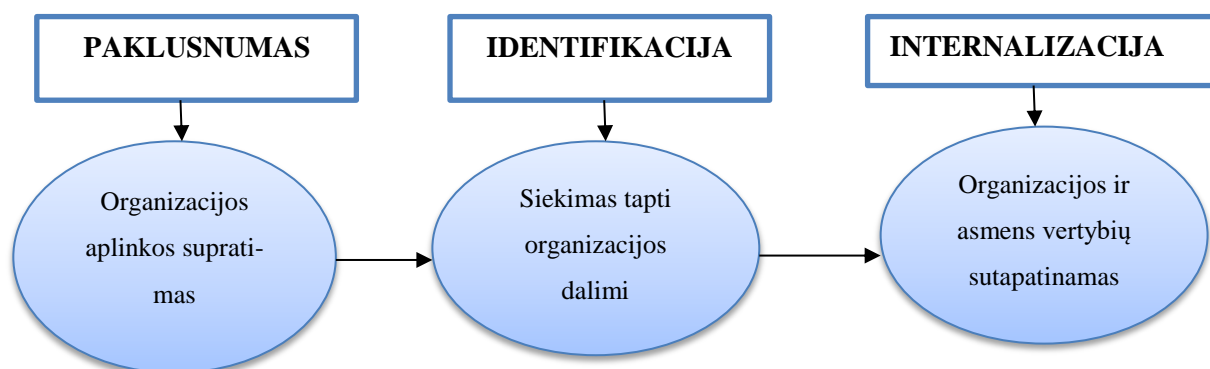 PAKLUSNUMAS
IDENTIFIKACIJA
INTERNALIZACIJA
Organizacijos
aplinkos suprati-
mas
Siekimas tapti
organizacijos
dalimi
Organizacijos ir
asmens vertybių
sutapatinamas